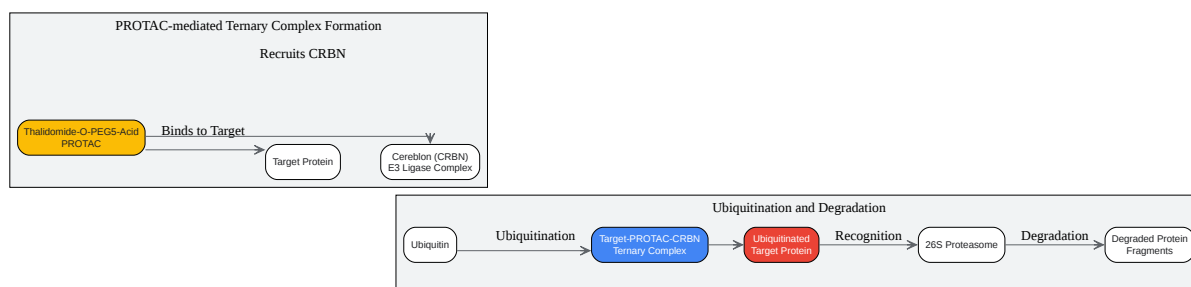 PROTAC-mediated Ternary Complex Formation
Recruits CRBN
Thalidomide-O-PEG5-Acid
PROTAC
Binds to Target
Target Protein
Cereblon (CRBN)
E3 Ligase Complex
Ubiquitination and Degradation
Ubiquitin
Ubiquitination
Target-PROTAC-CRBN
Ternary Complex
Ubiquitinated
Target Protein
Recognition
26S Proteasome
Degradation
Degraded Protein
Fragments